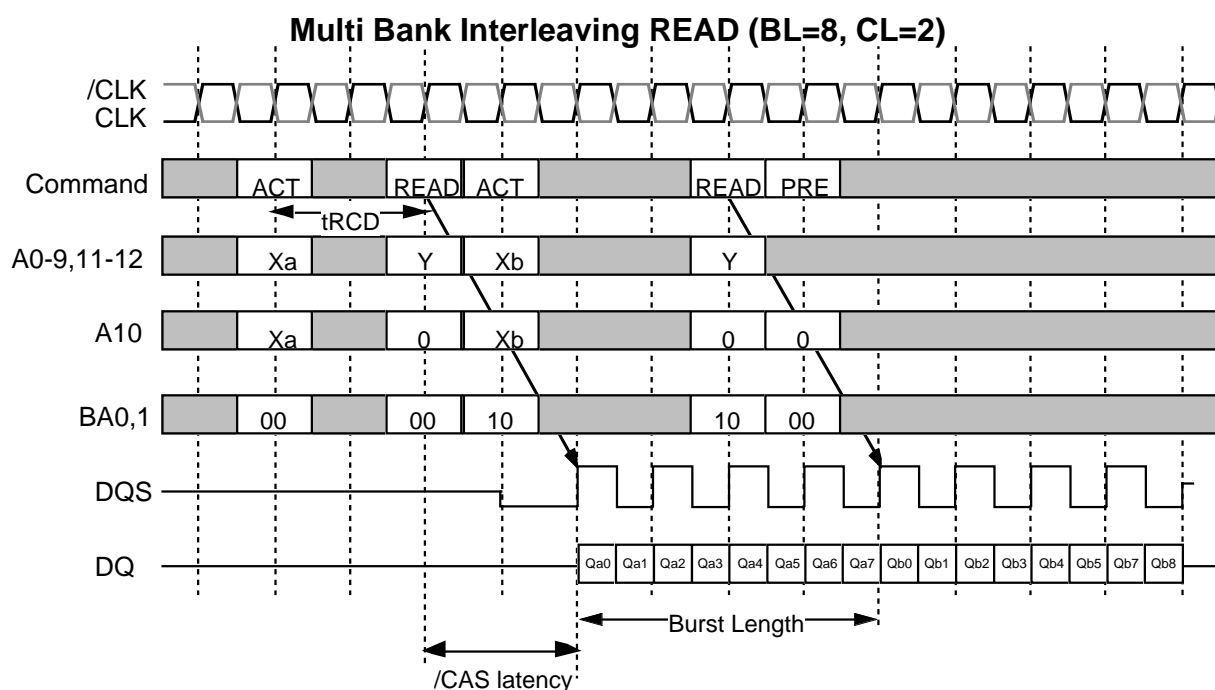 Multi Bank Interleaving READ (BL=8, CL=2)
/CLK
CLK
Command ACT READ ACT READ PRE
tRCD
A0-9,11-12 Xa Y Xb Y
A10 Xa 0 Xb 0 0
BA0,1 00 00 10 10 00
DQS
DQ Qa0 Qa1 Qa2 Qa3 Qa4 Qa5 Qa6 Qa7 Qb0 Qb1 Qb2 Qb3 Qb4 Qb5 Qb7 Qb8
Burst Length
/CAS latency